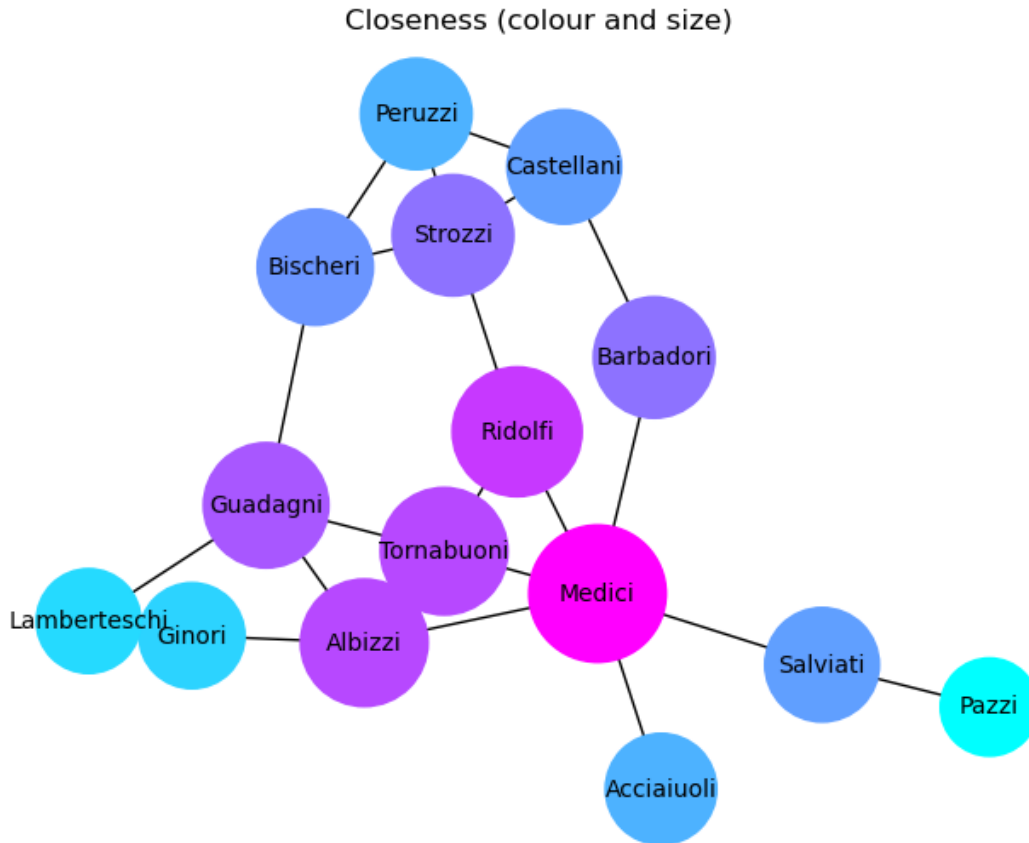 Closeness (colour and size)
Peruzzi
Castellani
Strozzi
Bischeri
Barbadori
Ridolfi
Guadagni
Tornabuoni
Medici
Lamberteschi
Ginori
Albizzi
Salviati
Pazzi
Acciaiuoli